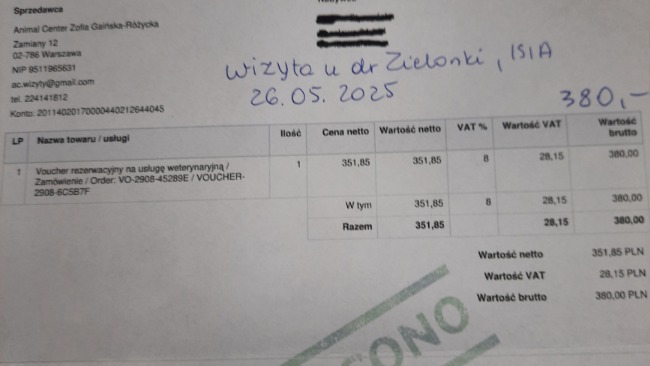 Sprzedawca
Animal Center Zofia Gaińska-Różycka
Zamiany 12
02-786 Warszawa
NIP 9511965631
ac.wizyty@gmail.com
tel. 224141812
Konto: 20114020170000440212644045
Wizyta u dr Zielonki, ISIA
26.05.2025
380,-
LP Nazwa towaru / usługi Ilość Cena netto Wartość netto VAT % Wartość VAT Wartość brutto
1 Voucher rezerwacyjny na usługę weterynaryjną / 1 351,85 351,85 8 28,15 380,00
Zamówienie / Order: VO-2908-45289E / VOUCHER-
2908-6C5B7F
W tym 351,85 8 28,15 380,00
Razem 351,85 28,15 380,00
Wartość netto 351,85 PLN
Wartość VAT 28,15 PLN
Wartość brutto 380,00 PLN